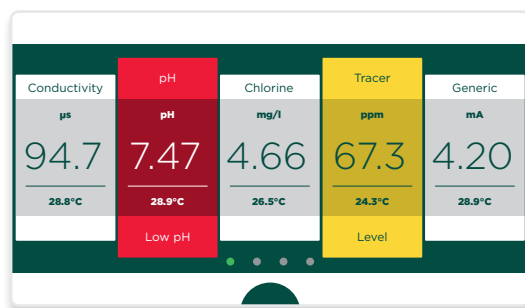 Conductivity
µs
94.7
28.8°C
pH
pH
7.47
28.9°C
Low pH
Chlorine
mg/l
4.66
26.5°C
Tracer
ppm
67.3
24.3°C
Level
Generic
mA
4.20
28.9°C